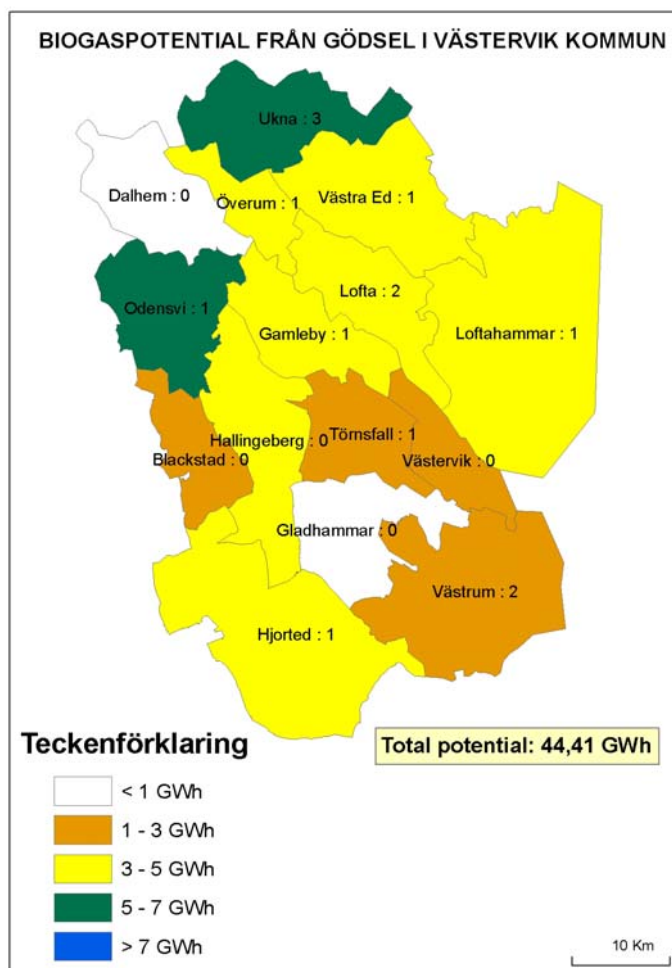 BIOGASPOTENTIAL FRÅN GÖDSEL I VÄSTERVIK KOMMUN
Ukna : 3
Dalhem : 0
Överum : 1
Västra Ed : 1
Odensvi : 1
Lofta : 2
Gamleby : 1
Loftahammar : 1
Hallingeberg : 0
Törnsfall : 1
Blackstad : 0
Västervik : 0
Gladhammar : 0
Västrum : 2
Hjorted : 1
Teckenförklaring
Total potential: 44,41 GWh
< 1 GWh
1 - 3 GWh
3 - 5 GWh
5 - 7 GWh
> 7 GWh
10 Km